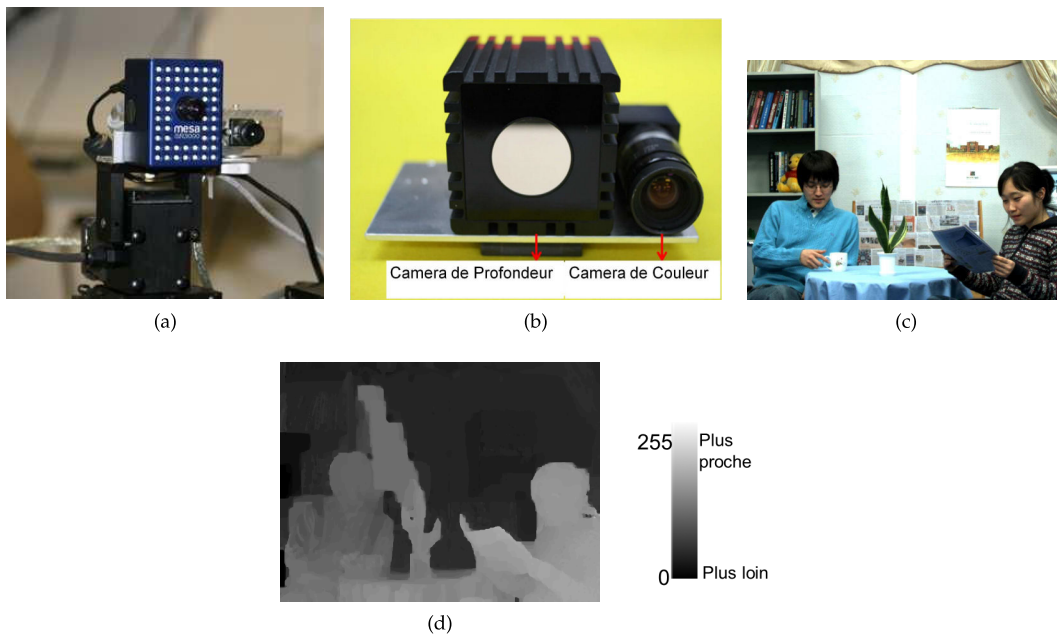 mesa
(a)
Camera de Profondeur
Camera de Couleur
(b)
(c)
255
Plus
proche
0
Plus loin
(d)